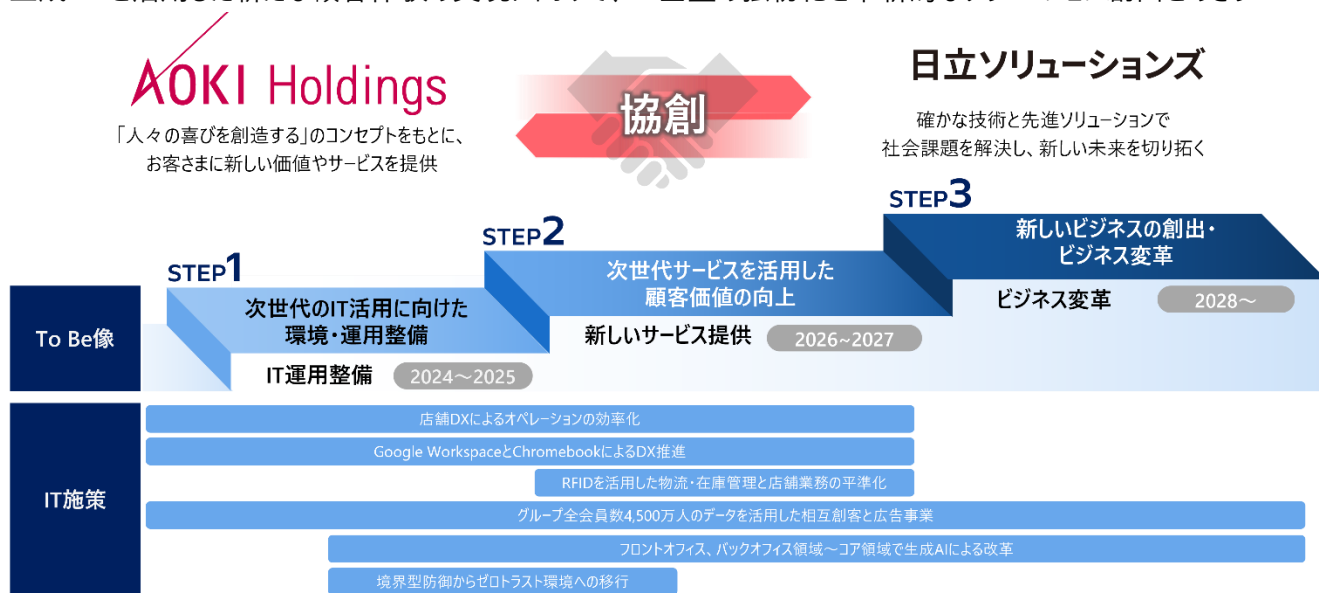 AOKI Holdings
「人々の喜びを創造する」のコンセプトをもとに、
お客さまに新しい価値やサービスを提供
協創
日立ソリューションズ
確かな技術と先進ソリューションで
社会課題を解決し、新しい未来を切り拓く
STEP1
次世代のIT活用に向けた
環境・運用整備
IT運用整備 2024～2025
STEP2
次世代サービスを活用した
顧客価値の向上
新しいサービス提供 2026~2027
STEP3
新しいビジネスの創出・
ビジネス変革
ビジネス変革 2028～
To Be像
IT施策
店舗DXによるオペレーションの効率化
Google WorkspaceとChromebookによるDX推進
RFIDを活用した物流・在庫管理と店舗業務の平準化
グループ全会員数4,500万人のデータを活用した相互創客と広告事業
フロントオフィス、バックオフィス領域～コア領域で生成AIによる改革
境界型防御からゼロトラスト環境への移行